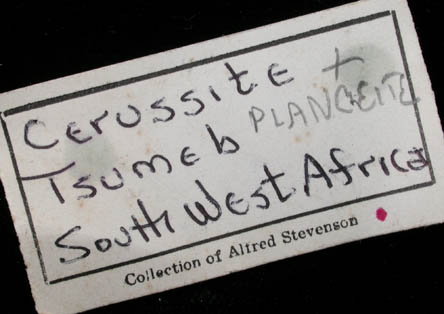 Cerussite +
Tsumeb PLANCHEITE
South West Africa
Collection of Alfred Stevenson